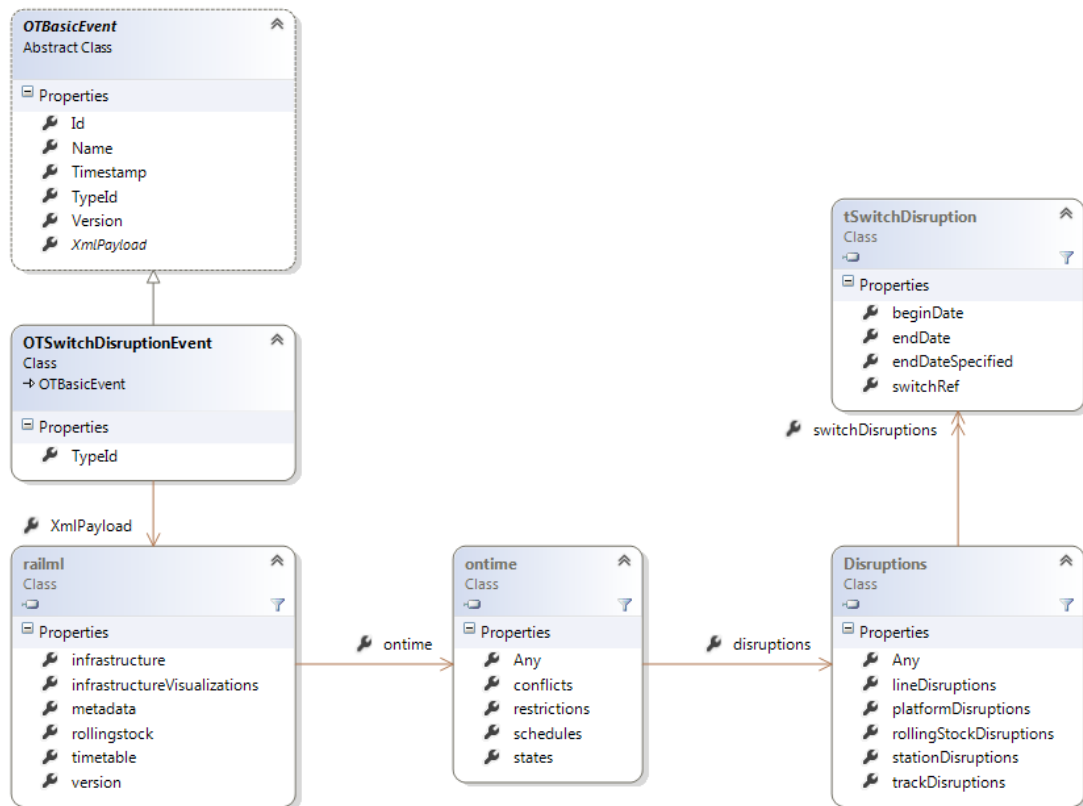 OTBasicEvent
Abstract Class
Properties
Id
Name
Timestamp
TypeId
Version
XmlPayload
OTSwitchDisruptionEvent
Class
OTBasicEvent
Properties
TypeId
XmlPayload
railml
Class
Properties
infrastructure
infrastructureVisualizations
metadata
rollingstock
timetable
version
ontime
ontime
Class
Properties
Any
conflicts
restrictions
schedules
states
disruptions
Disruptions
Class
Properties
Any
lineDisruptions
platformDisruptions
rollingStockDisruptions
stationDisruptions
trackDisruptions
switchDisruptions
tSwitchDisruption
Class
Properties
beginDate
endDate
endDateSpecified
switchRef